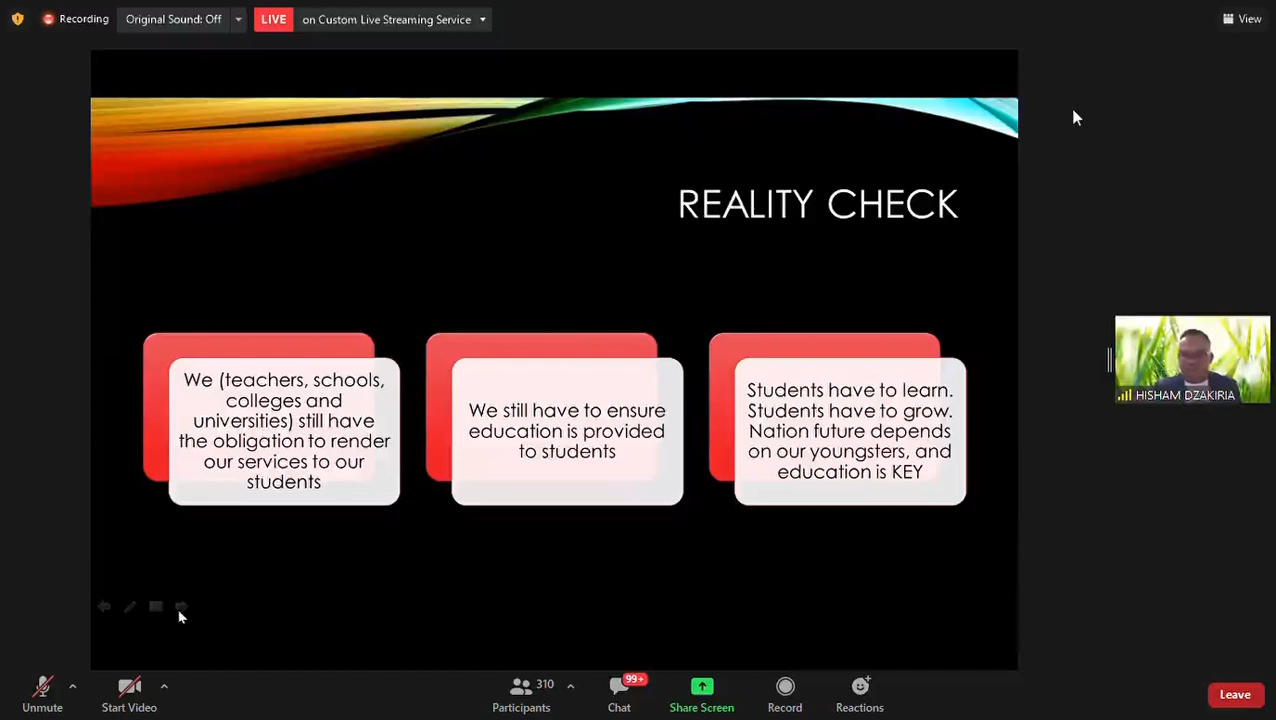 Recording
Original Sound: Off
LIVE
on Custom Live Streaming Service
View
REALITY CHECK
We (teachers, schools,
colleges and
universities) still have
the obligation to render
our services to our
students
We still have to ensure
education is provided
to students
Students have to learn.
Students have to grow.
Nation future depends
on our youngsters, and
education is KEY
HISHAM DZAKIRIA
Unmute
Start Video
310
Participants
99+
Chat
Share Screen
Record
Reactions
Leave